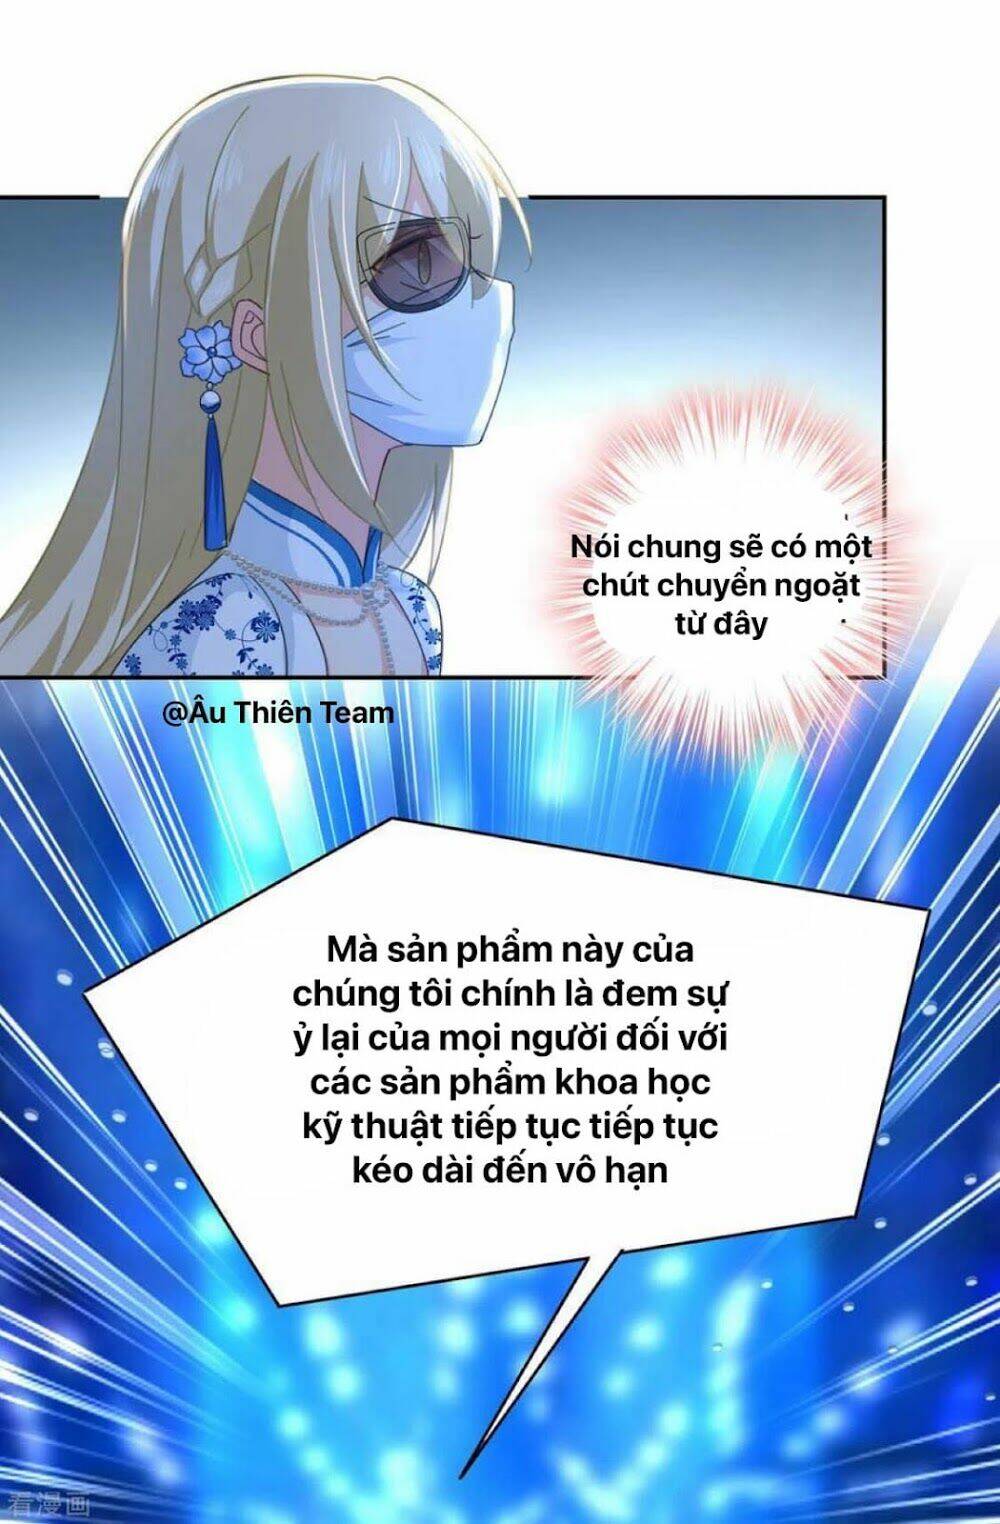 Nói chung sẽ có một
chút chuyển ngoặt
từ đây
@Âu Thiên Team
Mà sản phẩm này của
chúng tôi chính là đem sự
ỷ lại của mọi người đối với
các sản phẩm khoa học
kỹ thuật tiếp tục tiếp tục
kéo dài đến vô hạn
看漫画